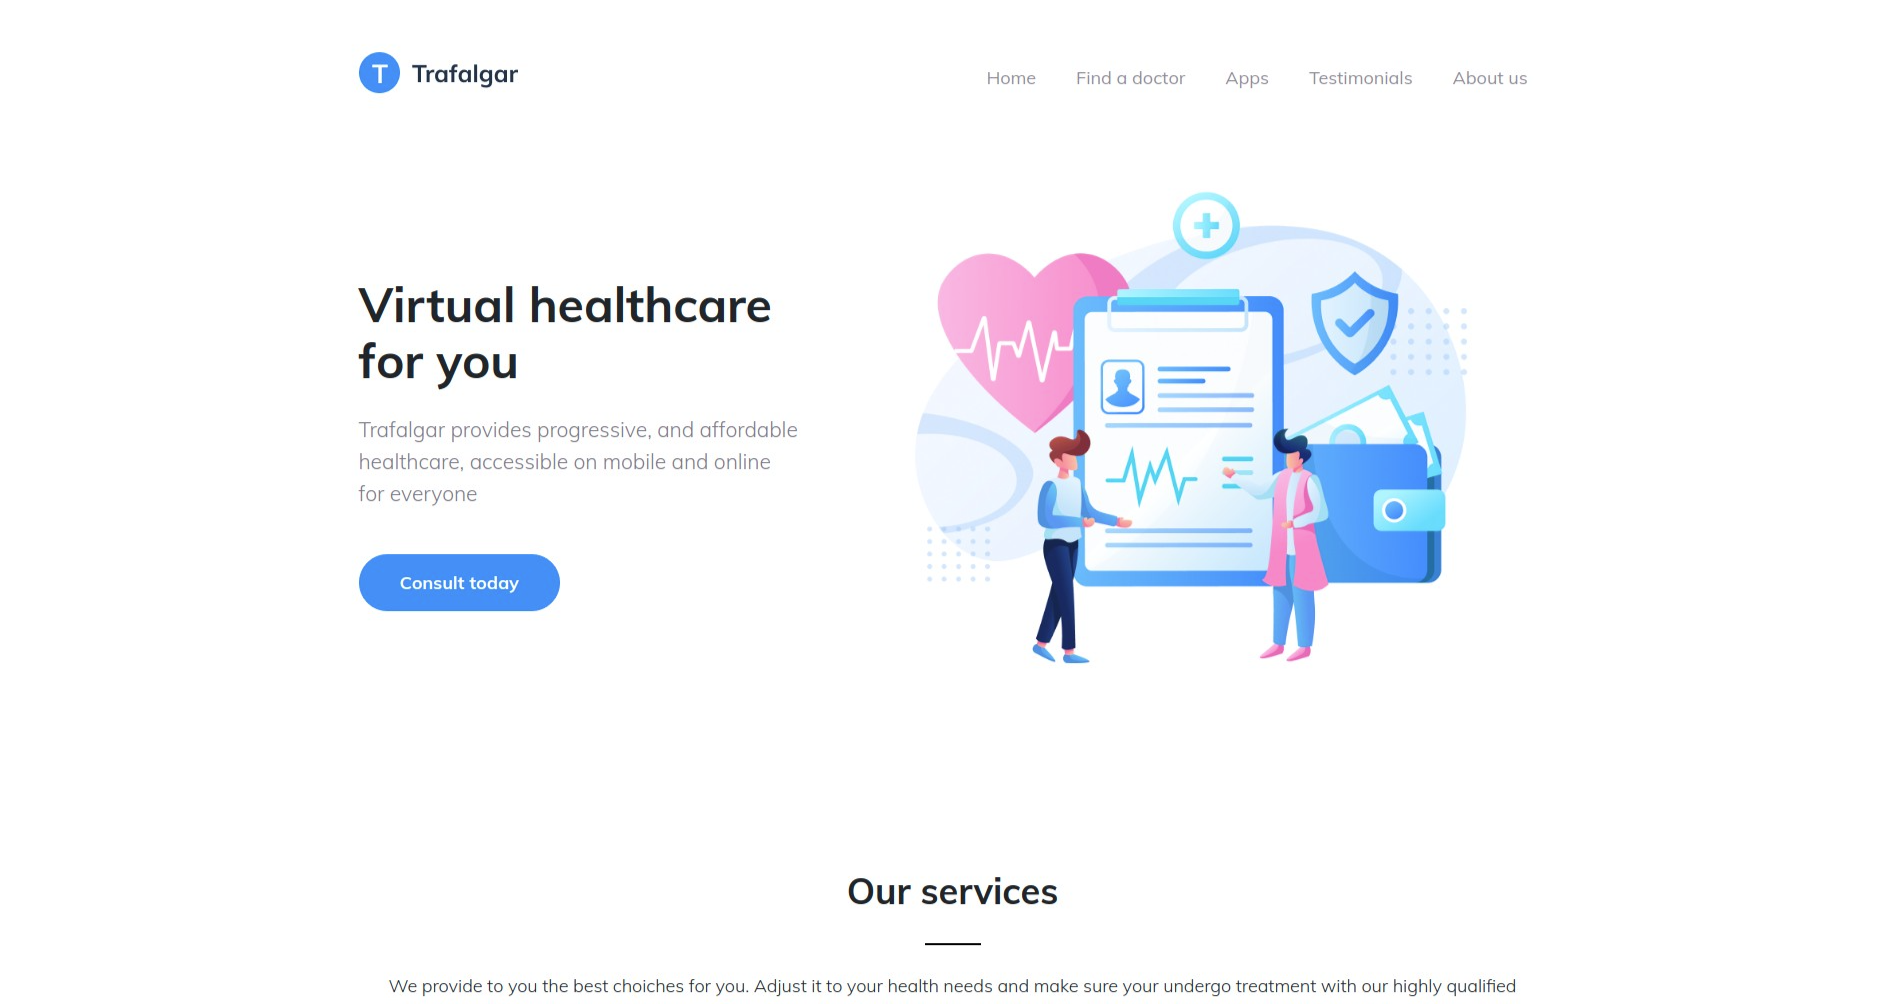 T Trafalgar
Home Find a doctor Apps Testimonials About us
Virtual healthcare
for you
Trafalgar provides progressive, and affordable
healthcare, accessible on mobile and online
for everyone
Consult today
Our services
We provide to you the best choiches for you. Adjust it to your health needs and make sure your undergo treatment with our highly qualified